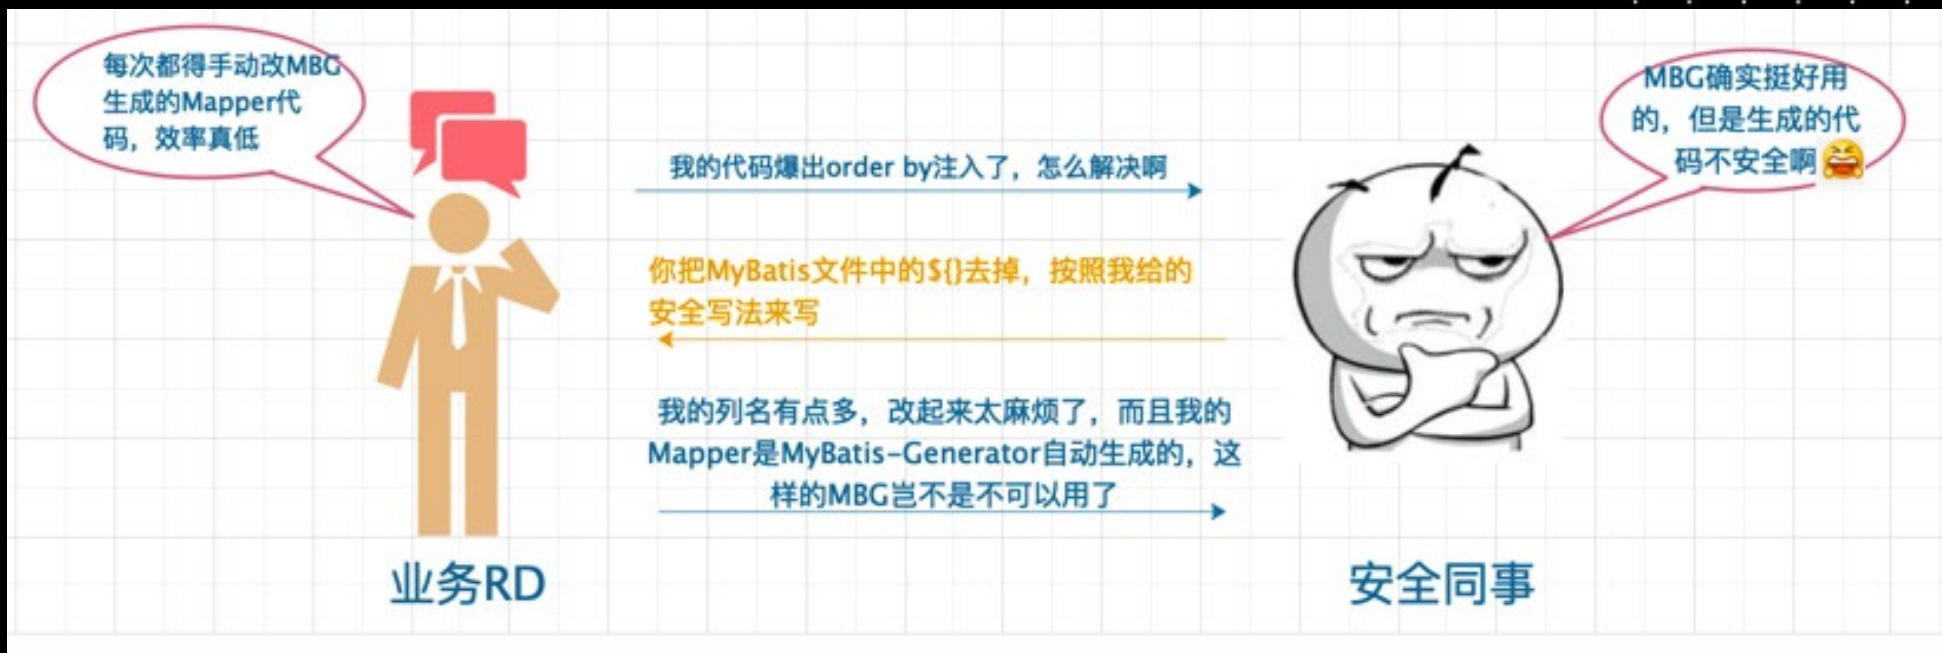 每次都得手动改MBG
生成的Mapper代
码，效率真低
MBG确实挺好用
的，但是生成的代
码不安全啊
我的代码爆出order by注入了，怎么解决啊
你把MyBatis文件中的${}去掉，按照我给的
安全写法来写
我的列名有点多，改起来太麻烦了，而且我的
Mapper是MyBatis-Generator自动生成的，这
样的MBG岂不是不可以用了
业务RD
安全同事